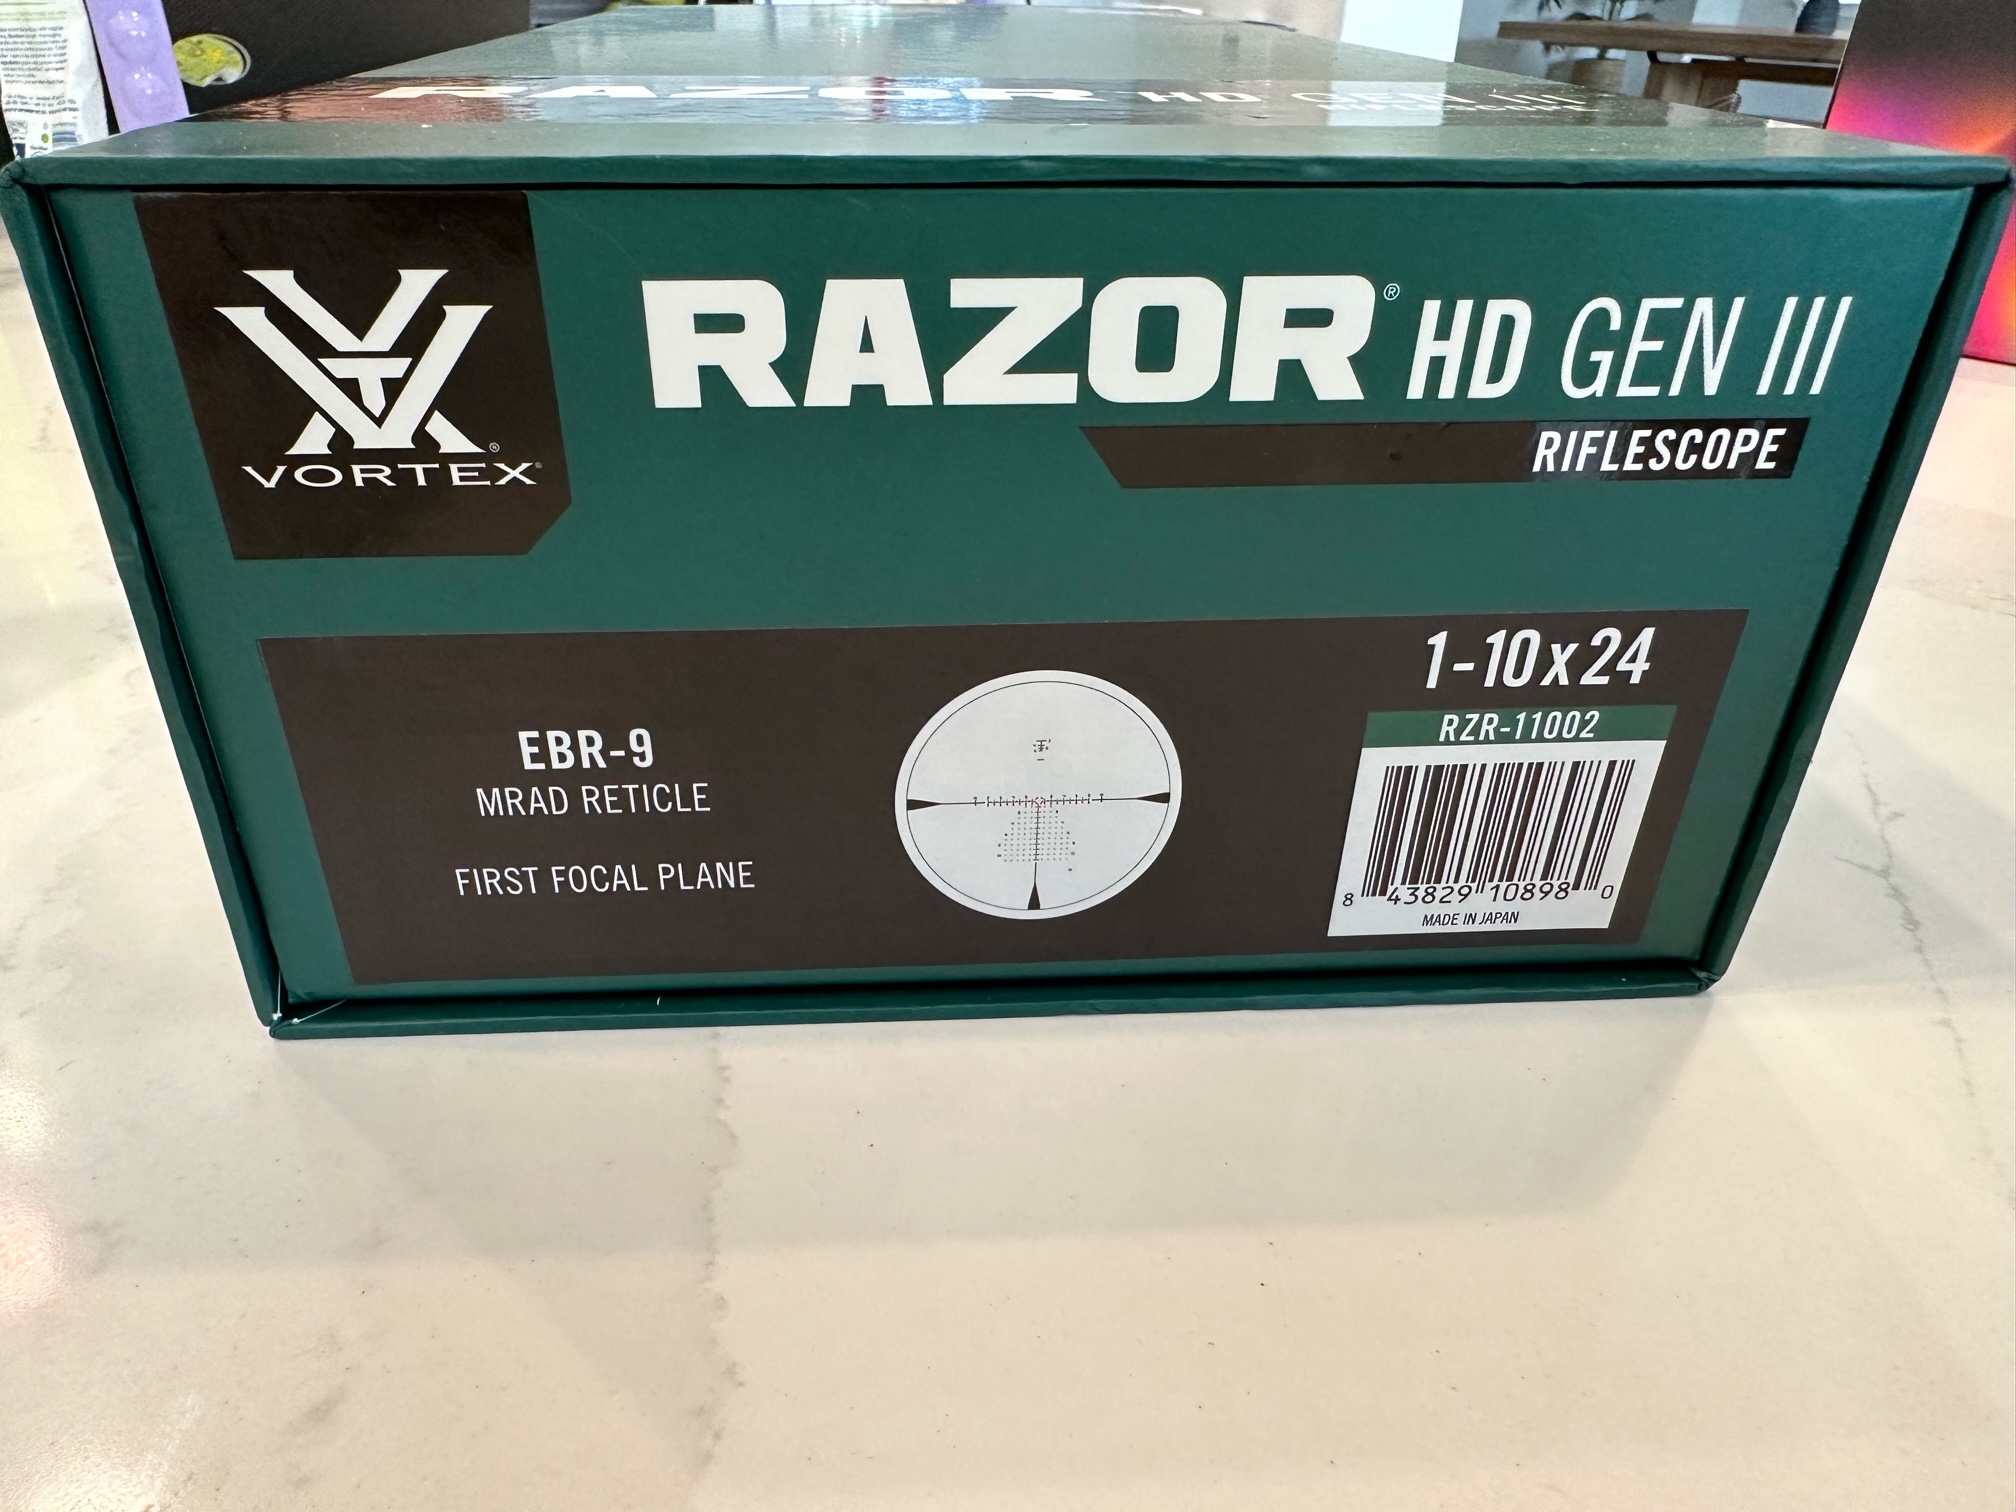 RAZOR HD GEN III
VORTEX®
RAZOR® HD GEN III
RIFLESCOPE
1-10x24
RZR-11002
EBR-9
MRAD RETICLE
FIRST FOCAL PLANE
8 43829 10898 0
MADE IN JAPAN